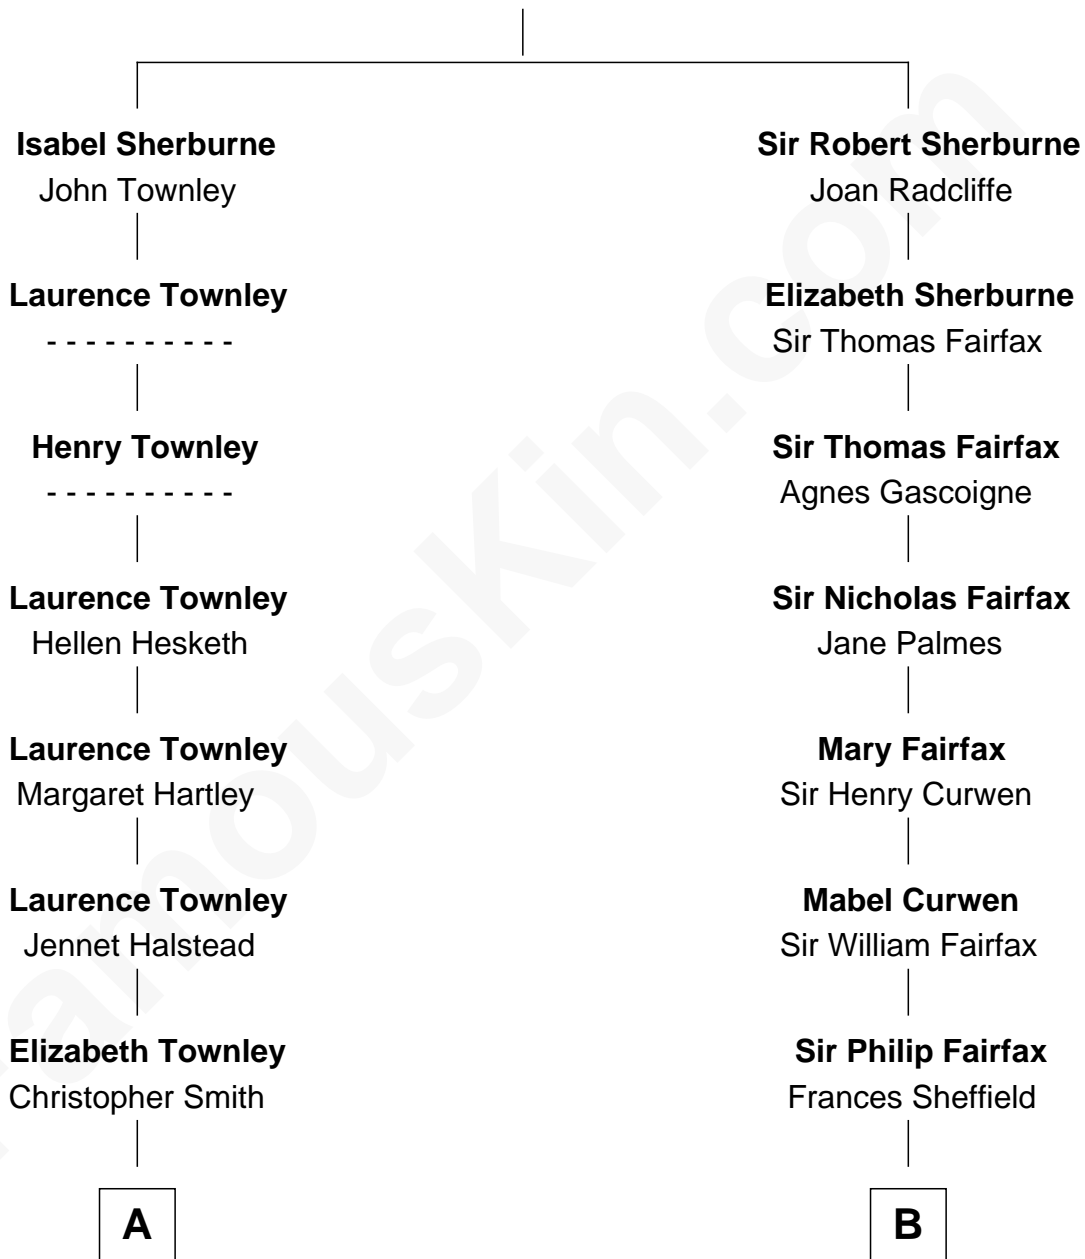 Isabel Sherburne
John Townley
Laurence Townley
- - - - - - - - - -
Henry Townley
- - - - - - - - - -
Laurence Townley
Hellen Hesketh
Laurence Townley
Margaret Hartley
Laurence Townley
Jennet Halstead
Elizabeth Townley
Christopher Smith
A
Sir Robert Sherburne
Joan Radcliffe
Elizabeth Sherburne
Sir Thomas Fairfax
Sir Thomas Fairfax
Agnes Gascoigne
Sir Nicholas Fairfax
Jane Palmes
Mary Fairfax
Sir Henry Curwen
Mabel Curwen
Sir William Fairfax
Sir Philip Fairfax
Frances Sheffield
B
FamousKin.com